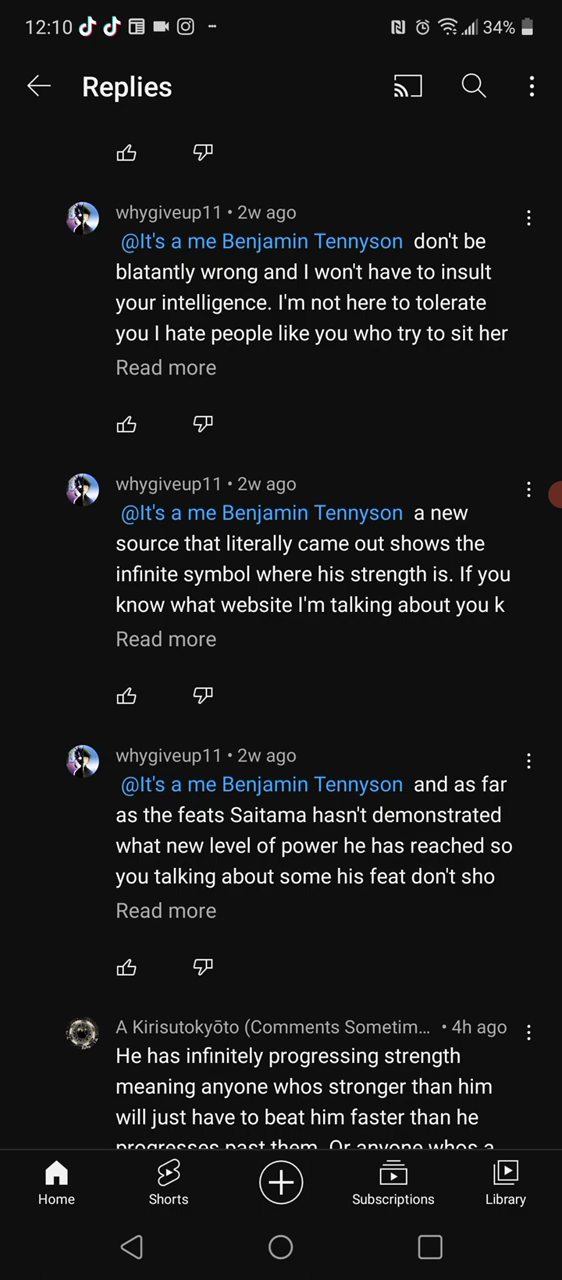 12:10 34%
Replies
whygiveup11 • 2w ago
@It's a me Benjamin Tennyson don't be
blatantly wrong and I won't have to insult
your intelligence. I'm not here to tolerate
you I hate people like you who try to sit her
Read more
whygiveup11 • 2w ago
@It's a me Benjamin Tennyson a new
source that literally came out shows the
infinite symbol where his strength is. If you
know what website I'm talking about you k
Read more
whygiveup11 • 2w ago
@It's a me Benjamin Tennyson and as far
as the feats Saitama hasn't demonstrated
what new level of power he has reached so
you talking about some his feat don't sho
Read more
A Kirisutokyōto (Comments Sometim... • 4h ago
He has infinitely progressing strength
meaning anyone whos stronger than him
will just have to beat him faster than he
progresses past them. Or anyone whos a
Home Shorts Subscriptions Library